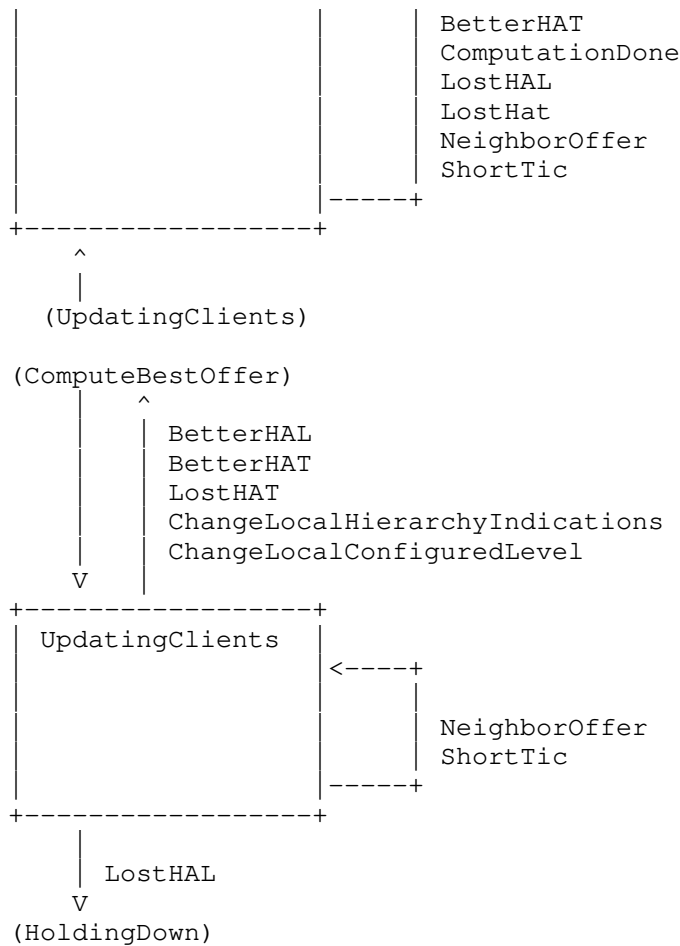 BetterHAT
ComputationDone
LostHAL
LostHat
NeighborOffer
ShortTic
(UpdatingClients)
(ComputeBestOffer)
BetterHAL
BetterHAT
LostHAT
ChangeLocalHierarchyIndications
ChangeLocalConfiguredLevel
UpdatingClients
NeighborOffer
ShortTic
LostHAL
(HoldingDown)